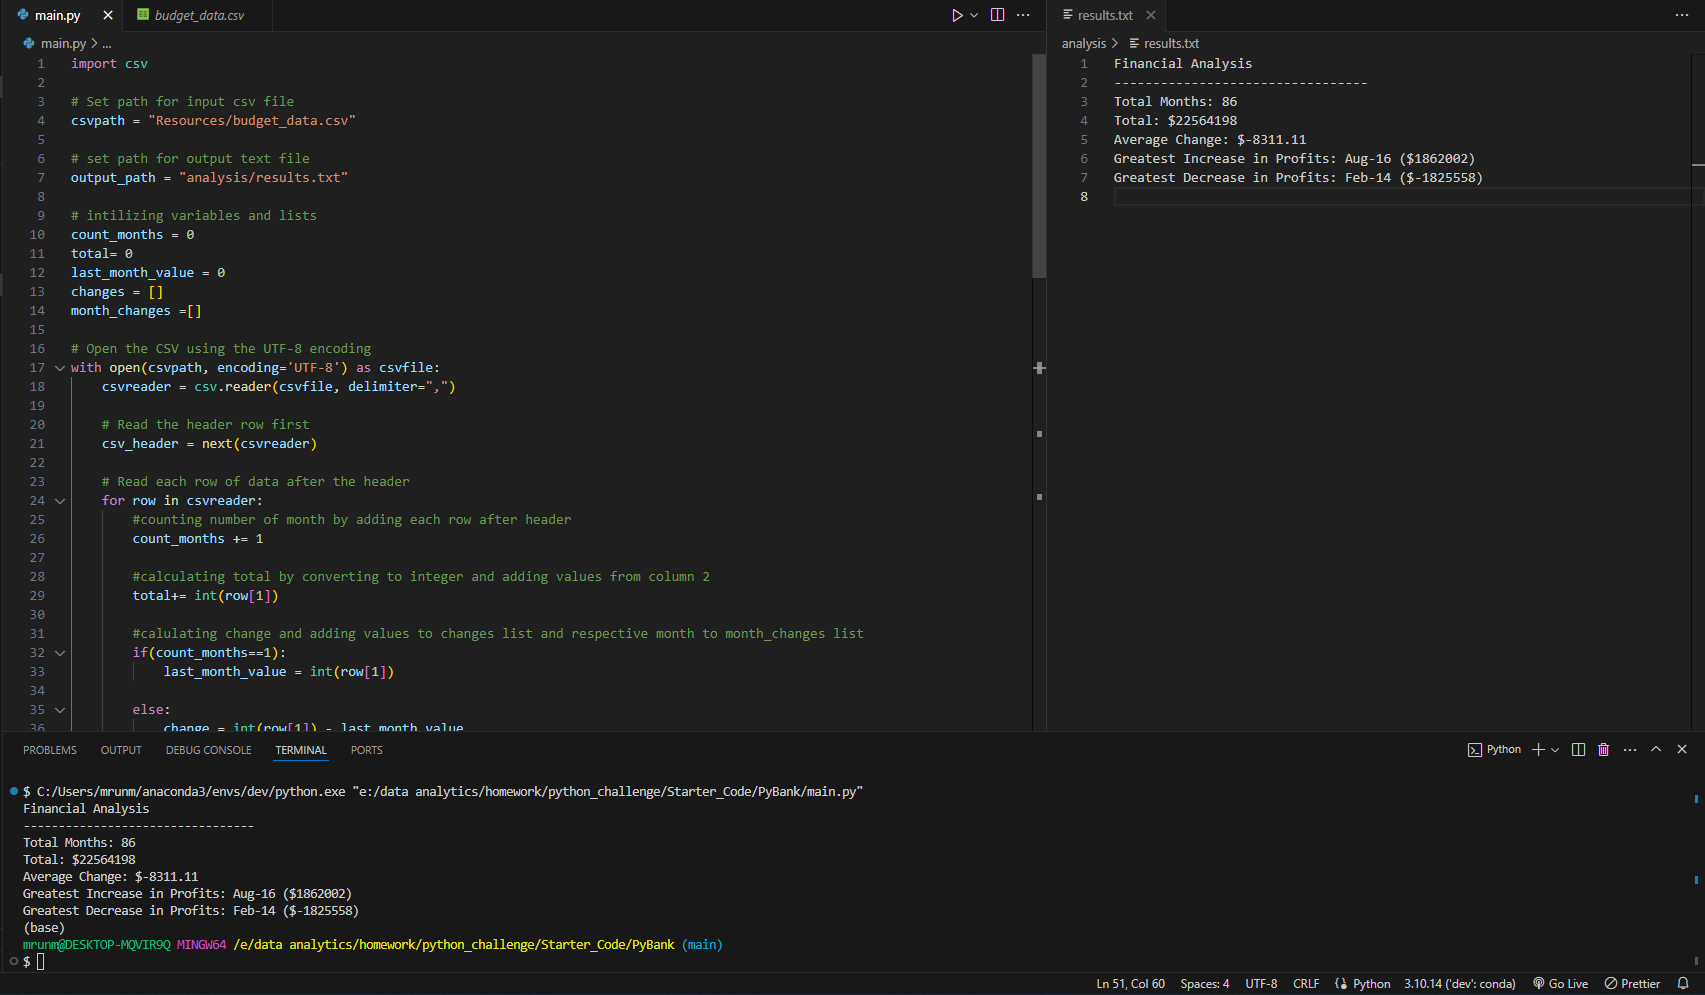 main.py
budget_data.csv
main.py > ...
1 import csv
2
3 # Set path for input csv file
4 csvpath = "Resources/budget_data.csv"
5
6 # set path for output text file
7 output_path = "analysis/results.txt"
8
9 # intilizing variables and lists
10 count_months = 0
11 total= 0
12 last_month_value = 0
13 changes = []
14 month_changes =[]
15
16 # Open the CSV using the UTF-8 encoding
17 with open(csvpath, encoding='UTF-8') as csvfile:
18 csvreader = csv.reader(csvfile, delimiter=",")
19
20 # Read the header row first
21 csv_header = next(csvreader)
22
23 # Read each row of data after the header
24 for row in csvreader:
25 #counting number of month by adding each row after header
26 count_months += 1
27
28 #calculating total by converting to integer and adding values from column 2
29 total+= int(row[1])
30
31 #calulating change and adding values to changes list and respective month to month_changes list
32 if(count_months==1):
33 last_month_value = int(row[1])
34
35 else:
36 change = int(row[1]) - last_month_value
results.txt
analysis > results.txt
1 Financial Analysis
2 ---------------------------------
3 Total Months: 86
4 Total: $22564198
5 Average Change: $-8311.11
6 Greatest Increase in Profits: Aug-16 ($1862002)
7 Greatest Decrease in Profits: Feb-14 ($-1825558)
8
PROBLEMS OUTPUT DEBUG CONSOLE TERMINAL PORTS
Python
$ C:/Users/mrunm/anaconda3/envs/dev/python.exe "e:/data analytics/homework/python_challenge/Starter_Code/PyBank/main.py"
Financial Analysis
---------------------------------
Total Months: 86
Total: $22564198
Average Change: $-8311.11
Greatest Increase in Profits: Aug-16 ($1862002)
Greatest Decrease in Profits: Feb-14 ($-1825558)
(base)
mrunm@DESKTOP-MQVIR9Q MINGW64 /e/data analytics/homework/python_challenge/Starter_Code/PyBank (main)
$
Ln 51, Col 60 Spaces: 4 UTF-8 CRLF Python 3.10.14 ('dev': conda) Go Live Prettier